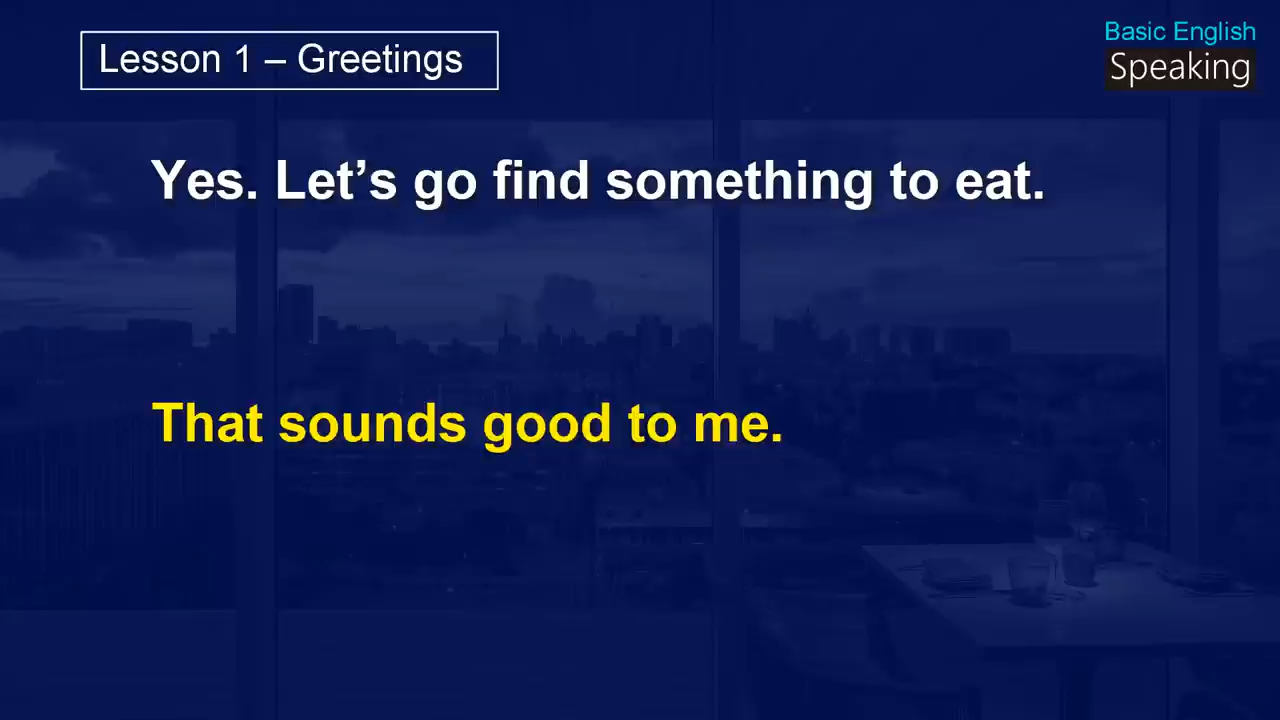 Lesson 1 – Greetings
Basic English
Speaking
Yes. Let’s go find something to eat.
That sounds good to me.